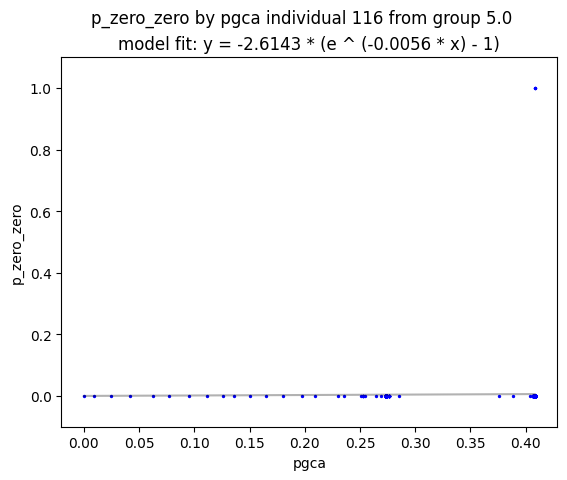 p_zero_zero by pgca individual 116 from group 5.0
model fit: y = -2.6143 * (e ^ (-0.0056 * x) - 1)
1.0
0.8
0.6
0.4
0.2
0.0
p_zero_zero
0.00 0.05 0.10 0.15 0.20 0.25 0.30 0.35 0.40
pgca